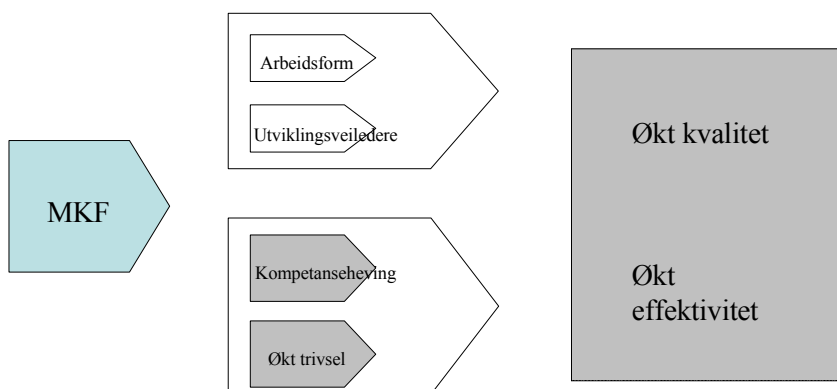 MKF
Arbeidsform
Utviklingsveiledere
Kompetanseheving
Økt trivsel
Økt kvalitet
Økt
effektivitet